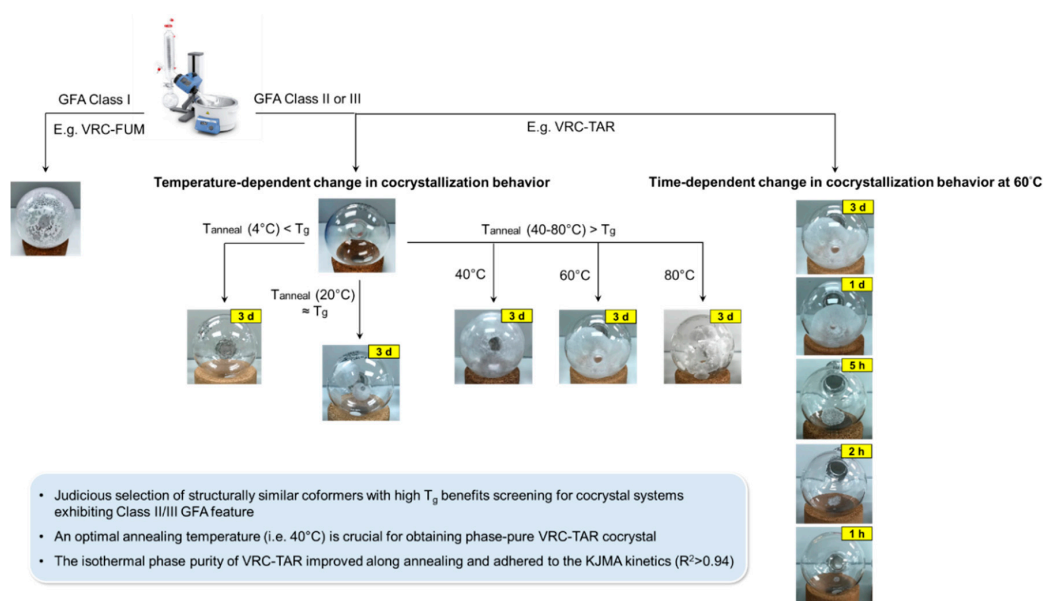 GFA Class I
GFA Class II or III
E.g. VRC-FUM
E.g. VRC-TAR
Temperature-dependent change in cocrystallization behavior
Time-dependent change in cocrystallization behavior at 60°C
3 d
Tanneal (4°C) < Tg
Tanneal (40-80°C) > Tg
40°C
60°C
80°C
Tanneal (20°C)
≈ Tg
1 d
3 d
3 d
3 d
3 d
3 d
5 h
2 h
1 h
• Judicious selection of structurally similar coformers with high Tg benefits screening for cocrystal systems
exhibiting Class II/III GFA feature
• An optimal annealing temperature (i.e. 40°C) is crucial for obtaining phase-pure VRC-TAR cocrystal
• The isothermal phase purity of VRC-TAR improved along annealing and adhered to the KJMA kinetics (R²>0.94)